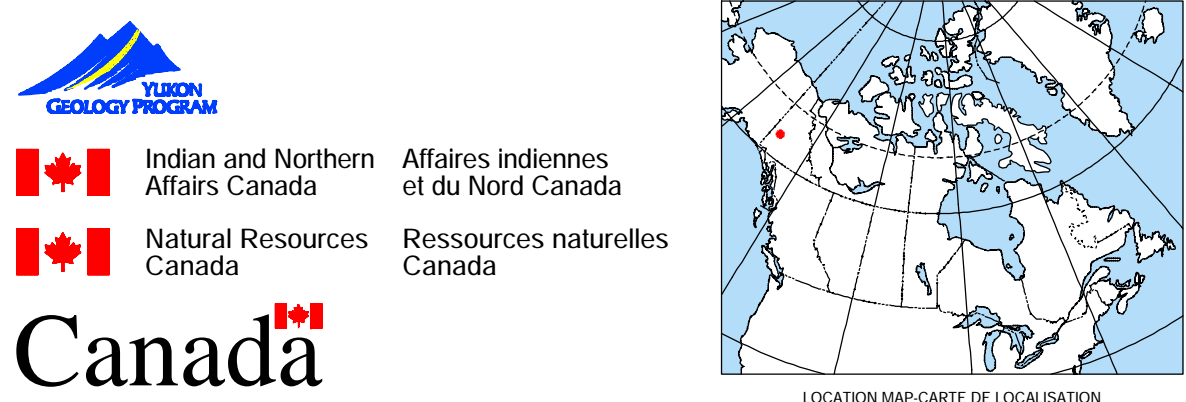 YUKON
GEOLOGY PROGRAM
Indian and Northern
Affairs Canada
Affaires indiennes
et du Nord Canada
Natural Resources
Canada
Ressources naturelles
Canada
Canada
LOCATION MAP-CARTE DE LOCALISATION